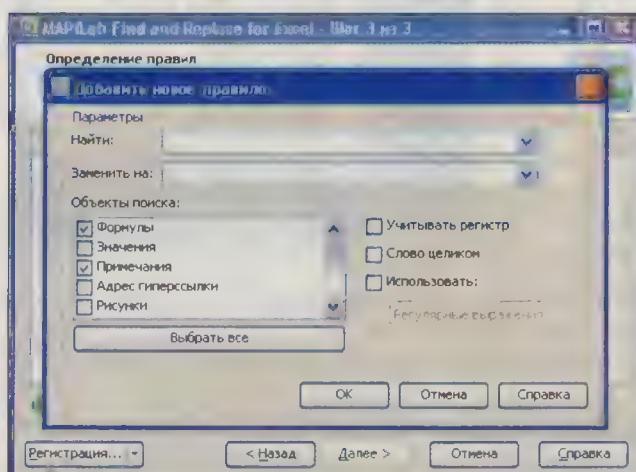 MAPILab Find and Replace for Excel - Шаг 3 из 3
Определение правил
Добавить новое правило
Параметры
Найти:
Заменить на:
Объекты поиска:
Формулы
Значения
Примечания
Адрес гиперссылки
Рисунки
Учитывать регистр
Слово целиком
Использовать:
Регулярные выражения
Выбрать все
OK
Отмена
Справка
Регистрация...
< Назад
Далее >
Отмена
Справка